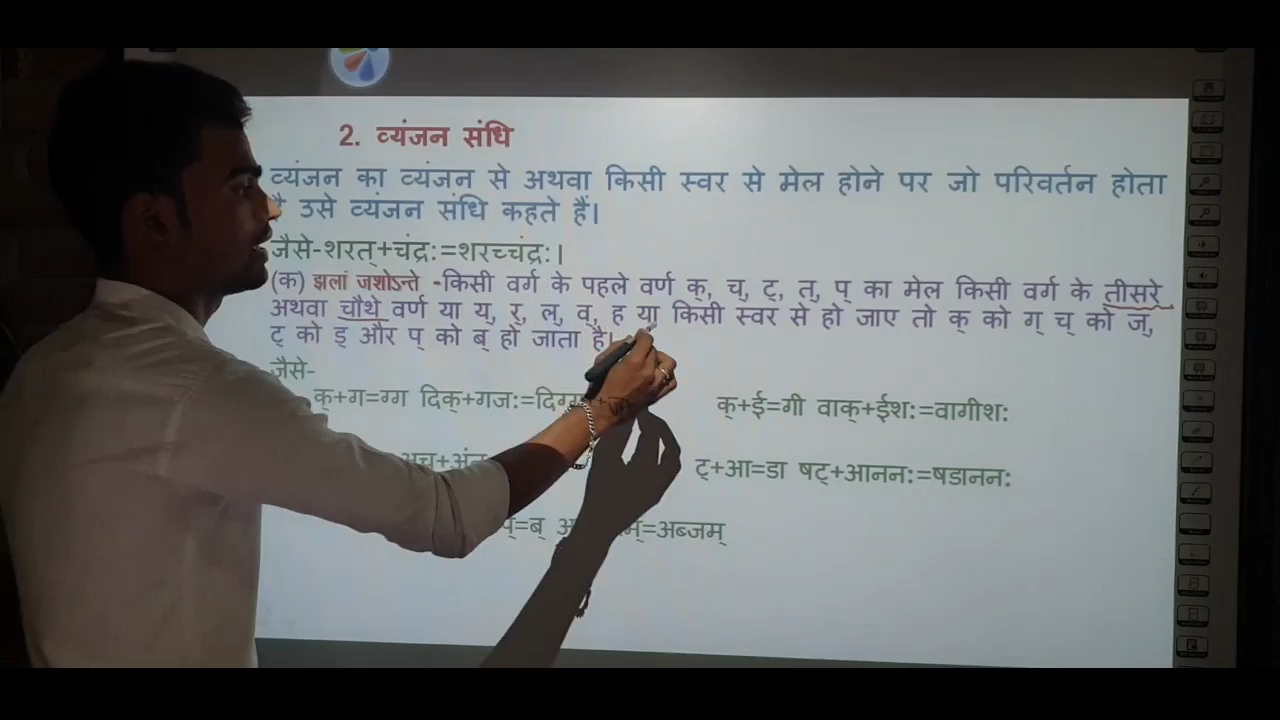 2. व्यंजन संधि
व्यंजन का व्यंजन से अथवा किसी स्वर से मेल होने पर जो परिवर्तन होता
उसे व्यंजन संधि कहते हैं।
जैसे-शरत्+चंद्र:=शरच्चंद्र:।
(क) झलां जशोऽन्ते -किसी वर्ग के पहले वर्ण क्, च्, ट्, त्, प् का मेल किसी वर्ग के तीसरे
अथवा चौथे वर्ण या य्, र्, ल्, व्, ह या किसी स्वर से हो जाए तो क् को ग् च् को ज्,
ट् को ड् और प् को ब् हो जाता है।
जैसे-
क्+ग=ग्ग दिक्+गज:= क्+ई=गी वाक्+ईश:=वागीश:
ट्+आ=डा षट्+आनन:=षडानन:
प्=ब् =अब्जम्